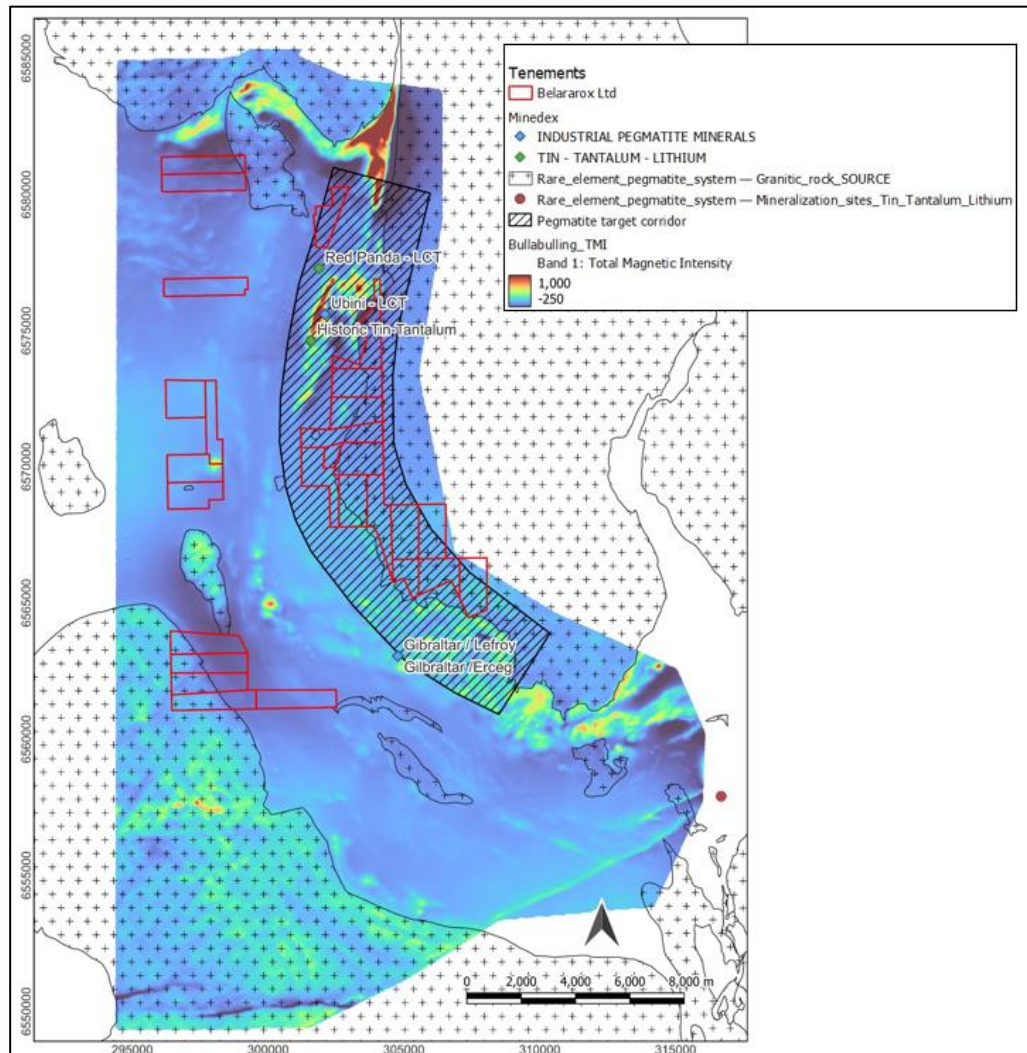 Tenements
Belararox Ltd
Minedex
INDUSTRIAL PEGMATITE MINERALS
TIN - TANTALUM - LITHIUM
Rare_element_pegmatite_system — Granitic_rock_SOURCE
Rare_element_pegmatite_system — Mineralization_sites_Tin_Tantalum_Lithium
Pegmatite target corridor
Bullabulling_TMI
Band 1: Total Magnetic Intensity
1,000
-250
6585000
6580000
6575000
6570000
6565000
6560000
6555000
6550000
Red Panda - LCT
Ubini - LCT
Historic Tin-Tantalum
Gibraltar / Lefroy
Gilbraltar /Erceg
0 2,000 4,000 6,000 8,000 m
295000 300000 305000 310000 315000